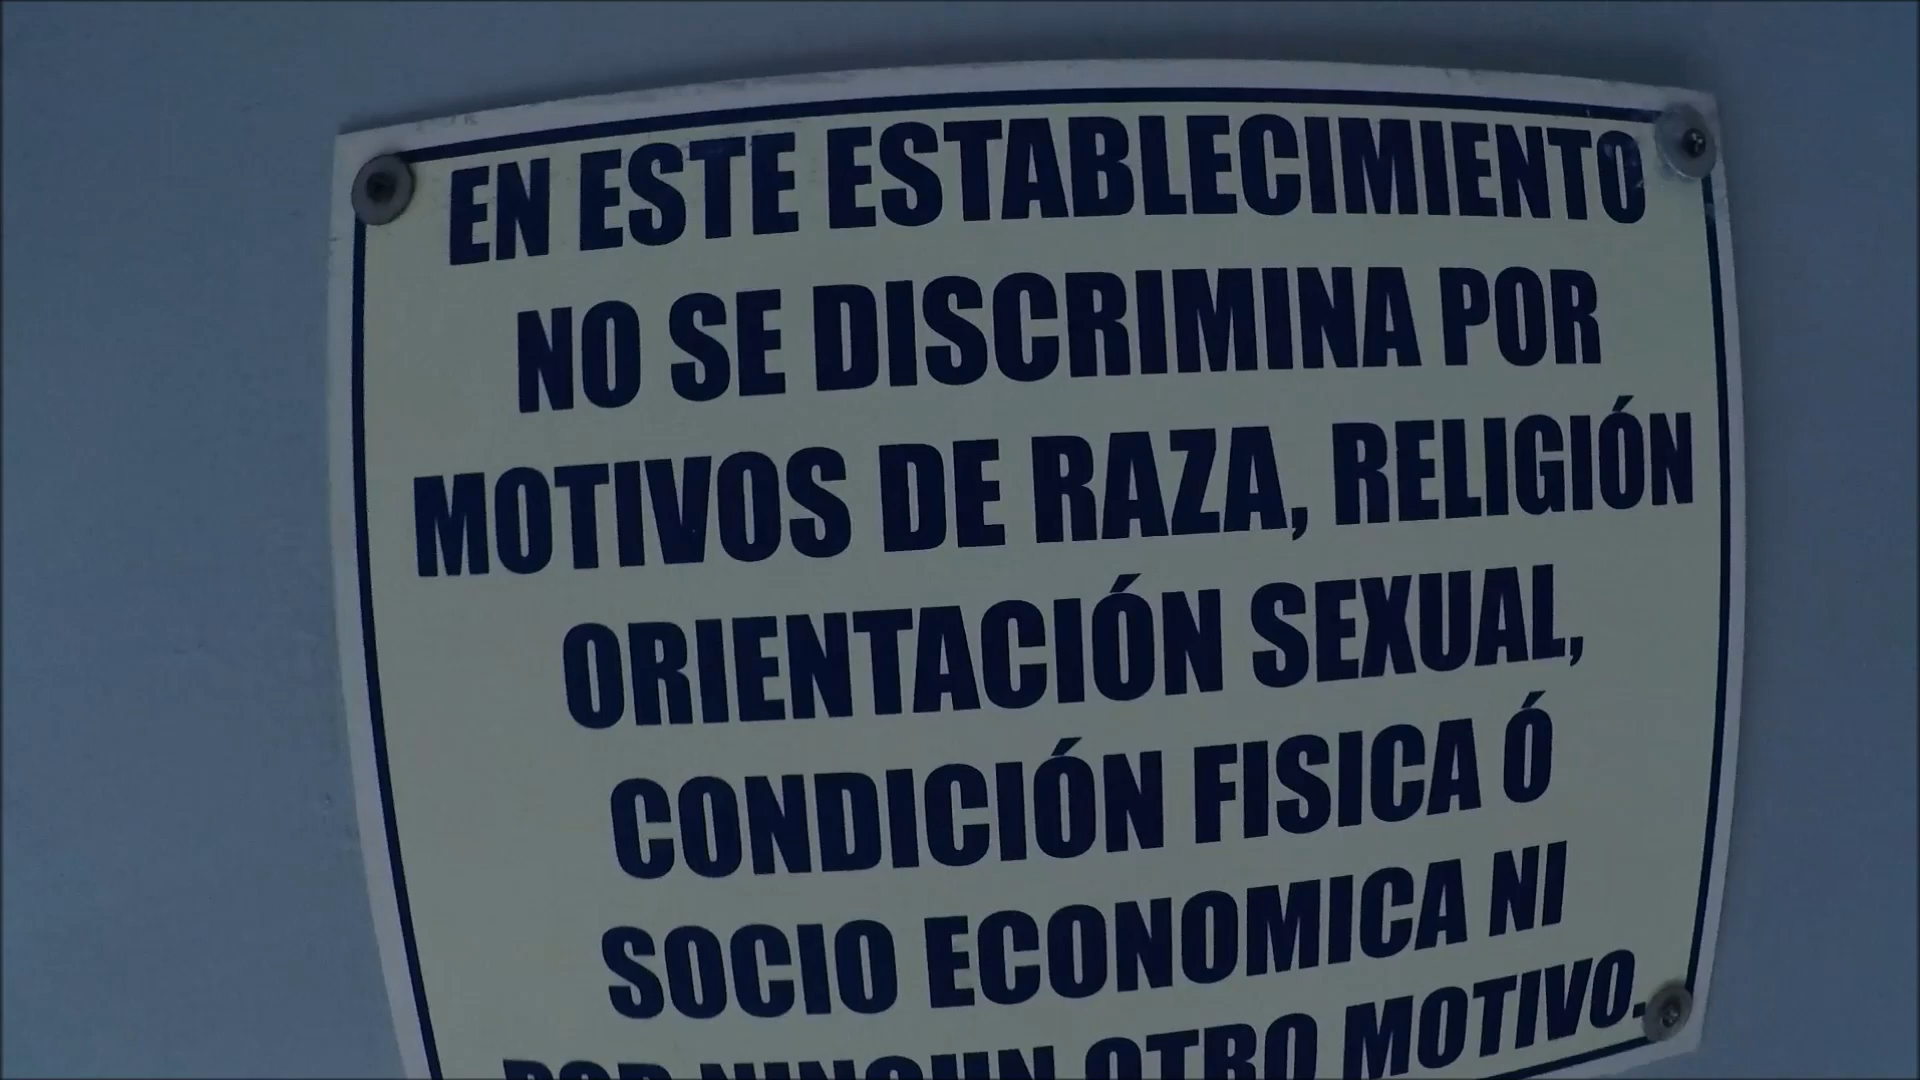 EN ESTE ESTABLECIMIENTO
NO SE DISCRIMINA POR
MOTIVOS DE RAZA, RELIGIÓN
ORIENTACIÓN SEXUAL,
CONDICIÓN FISICA Ó
SOCIO ECONOMICA NI
POR NINGUN OTRO MOTIVO.